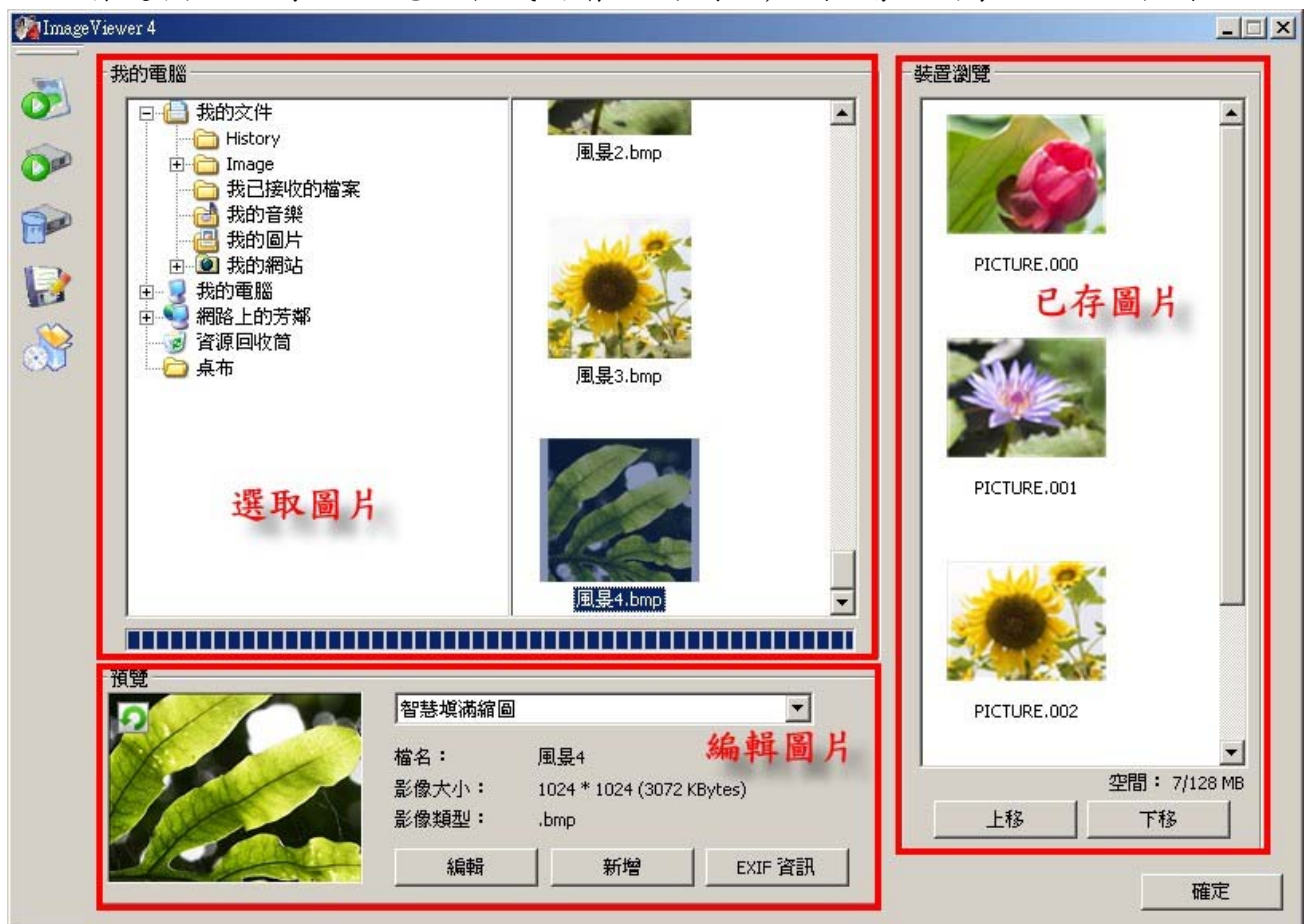 ImageViewer 4
我的電腦
我的文件
History
Image
我已接收的檔案
我的音樂
我的圖片
我的網站
我的電腦
網路上的芳鄰
資源回收筒
桌布
選取圖片
風景2.bmp
風景3.bmp
風景4.bmp
預覽
智慧填滿縮圖
編輯圖片
檔名： 風景4
影像大小： 1024 * 1024 (3072 KBytes)
影像類型： .bmp
編輯 新增 EXIF 資訊
裝置瀏覽
PICTURE.000
已存圖片
PICTURE.001
PICTURE.002
空間： 7/128 MB
上移 下移
確定